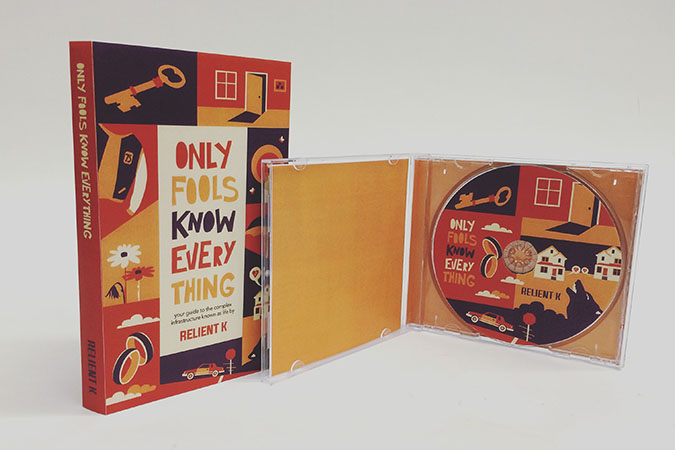 ONLY FOOLS KNOW EVERYTHING
RELIENT K
ONLY
FOOLS
KNOW
EVERY
THING
your guide to the complex
infrastructure known as life by
RELIENT K
ONLY
FOOLS
KNOW
EVERY
THING
RELIENT K